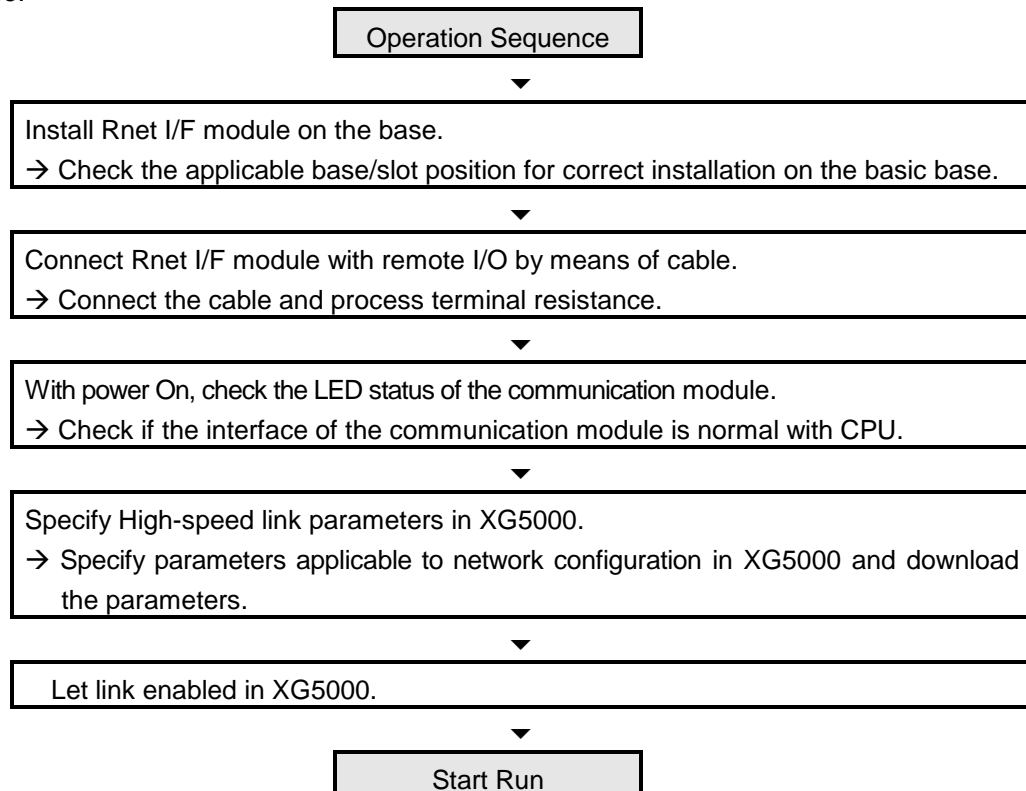 Operation Sequence
Install Rnet I/F module on the base.
→ Check the applicable base/slot position for correct installation on the basic base.
Connect Rnet I/F module with remote I/O by means of cable.
→ Connect the cable and process terminal resistance.
With power On, check the LED status of the communication module.
→ Check if the interface of the communication module is normal with CPU.
Specify High-speed link parameters in XG5000.
→ Specify parameters applicable to network configuration in XG5000 and download
the parameters.
Let link enabled in XG5000.
Start Run